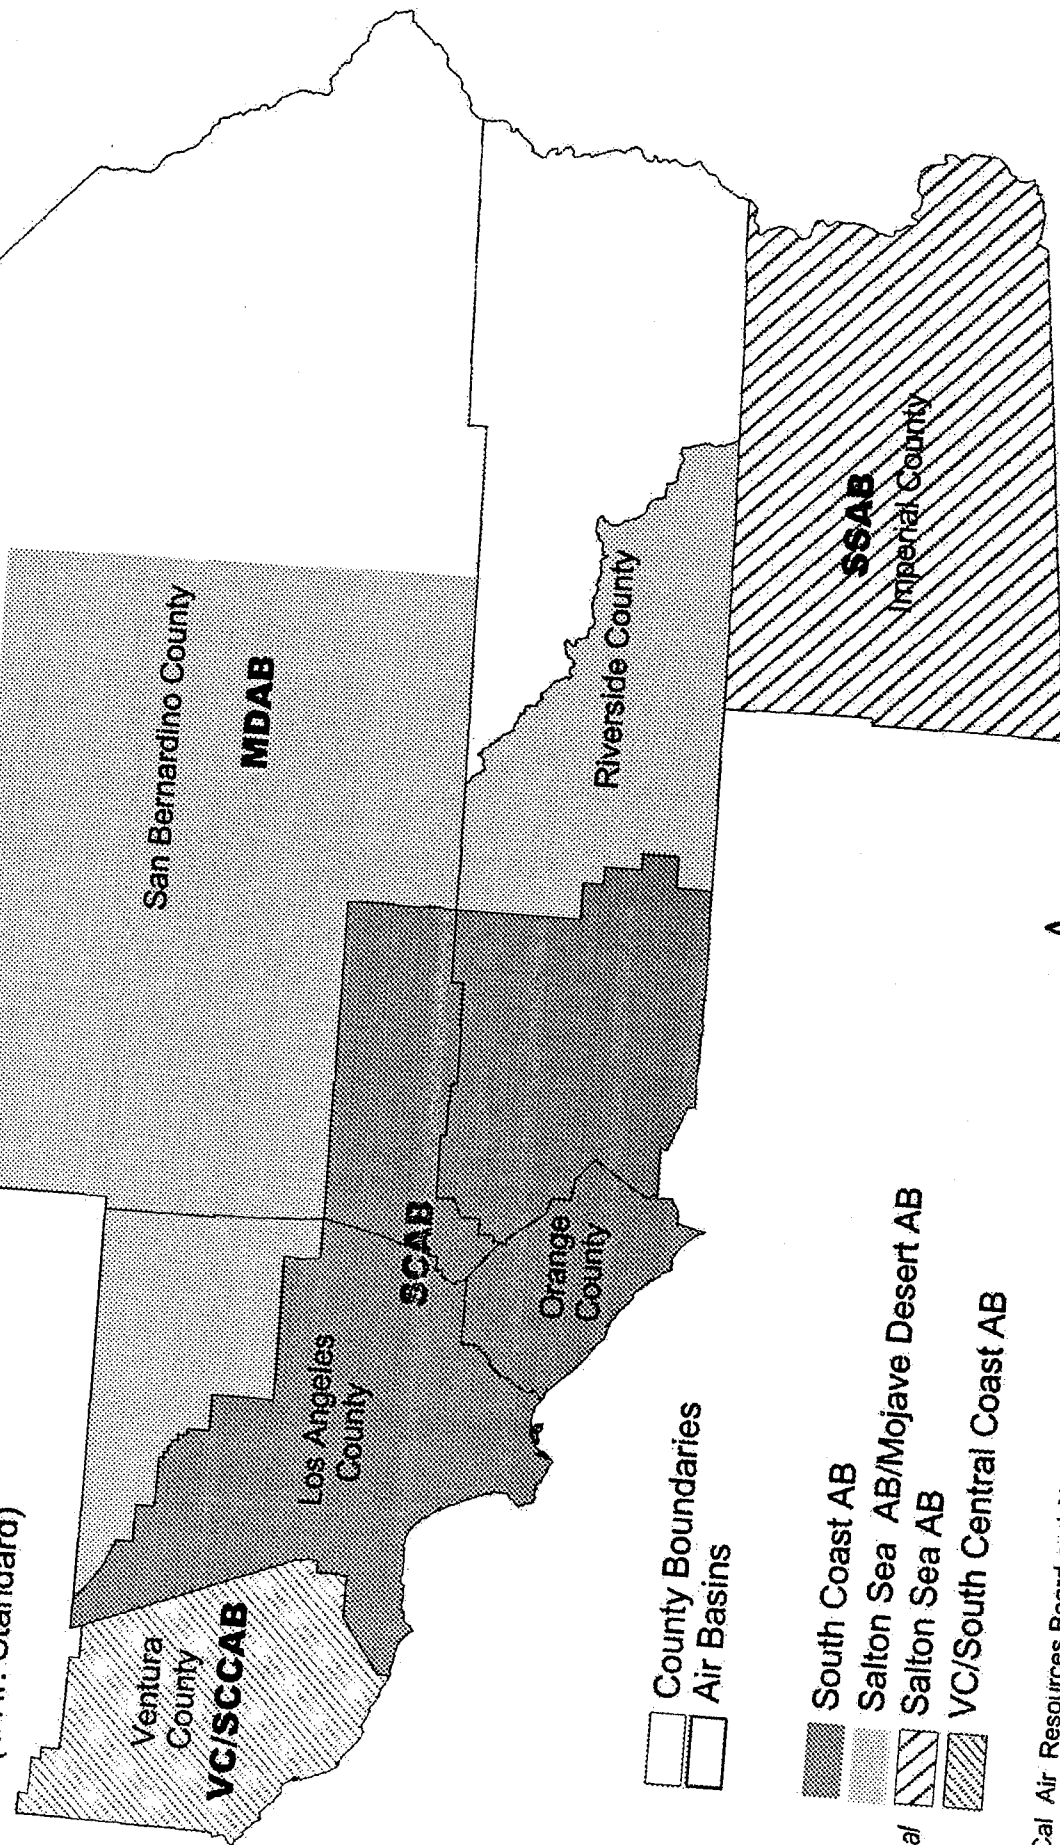 Standard)
San Bernardino County
MDAB
Ventura
County
VC/SCCAB
Los Angeles
County
SCAB
Orange
County
Riverside County
SSAB
Imperial County
County Boundaries
Air Basins
South Coast AB
Salton Sea AB/Mojave Desert AB
Salton Sea AB
VC/South Central Coast AB
al
Cal Air Resources Board and